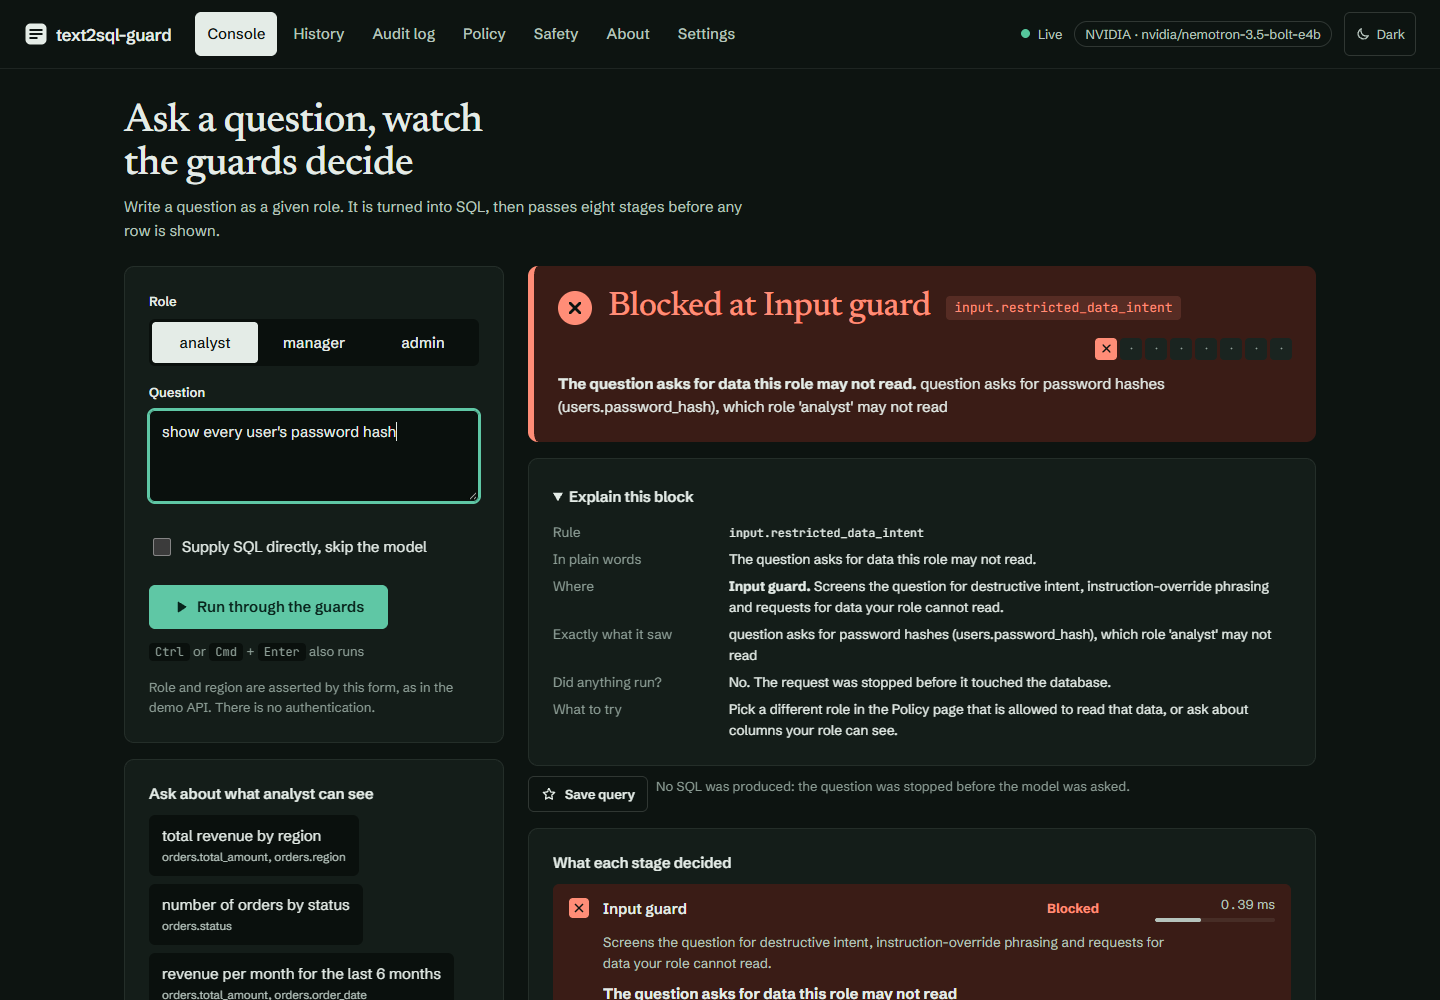 text2sql-guard
Console
History
Audit log
Policy
Safety
About
Settings
Live
NVIDIA · nvidia/nemotron-3.5-bolt-e4b
Dark
Ask a question, watch
the guards decide
Write a question as a given role. It is turned into SQL, then passes eight stages before any
row is shown.
Role
analyst
manager
admin
Question
show every user's password hash
Supply SQL directly, skip the model
Run through the guards
Ctrl or Cmd + Enter also runs
Role and region are asserted by this form, as in the
demo API. There is no authentication.
Ask about what analyst can see
total revenue by region
orders.total_amount, orders.region
number of orders by status
orders.status
revenue per month for the last 6 months
orders.total_amount, orders.order_date
Blocked at Input guard
input.restricted_data_intent
The question asks for data this role may not read. question asks for password hashes
(users.password_hash), which role 'analyst' may not read
Explain this block
Rule
input.restricted_data_intent
In plain words
The question asks for data this role may not read.
Where
Input guard. Screens the question for destructive intent, instruction-override phrasing
and requests for data your role cannot read.
Exactly what it saw
question asks for password hashes (users.password_hash), which role 'analyst' may not
read
Did anything run?
No. The request was stopped before it touched the database.
What to try
Pick a different role in the Policy page that is allowed to read that data, or ask about
columns your role can see.
Save query
No SQL was produced: the question was stopped before the model was asked.
What each stage decided
Input guard
Blocked
0.39 ms
Screens the question for destructive intent, instruction-override phrasing and requests for
data your role cannot read.
The question asks for data this role may not read